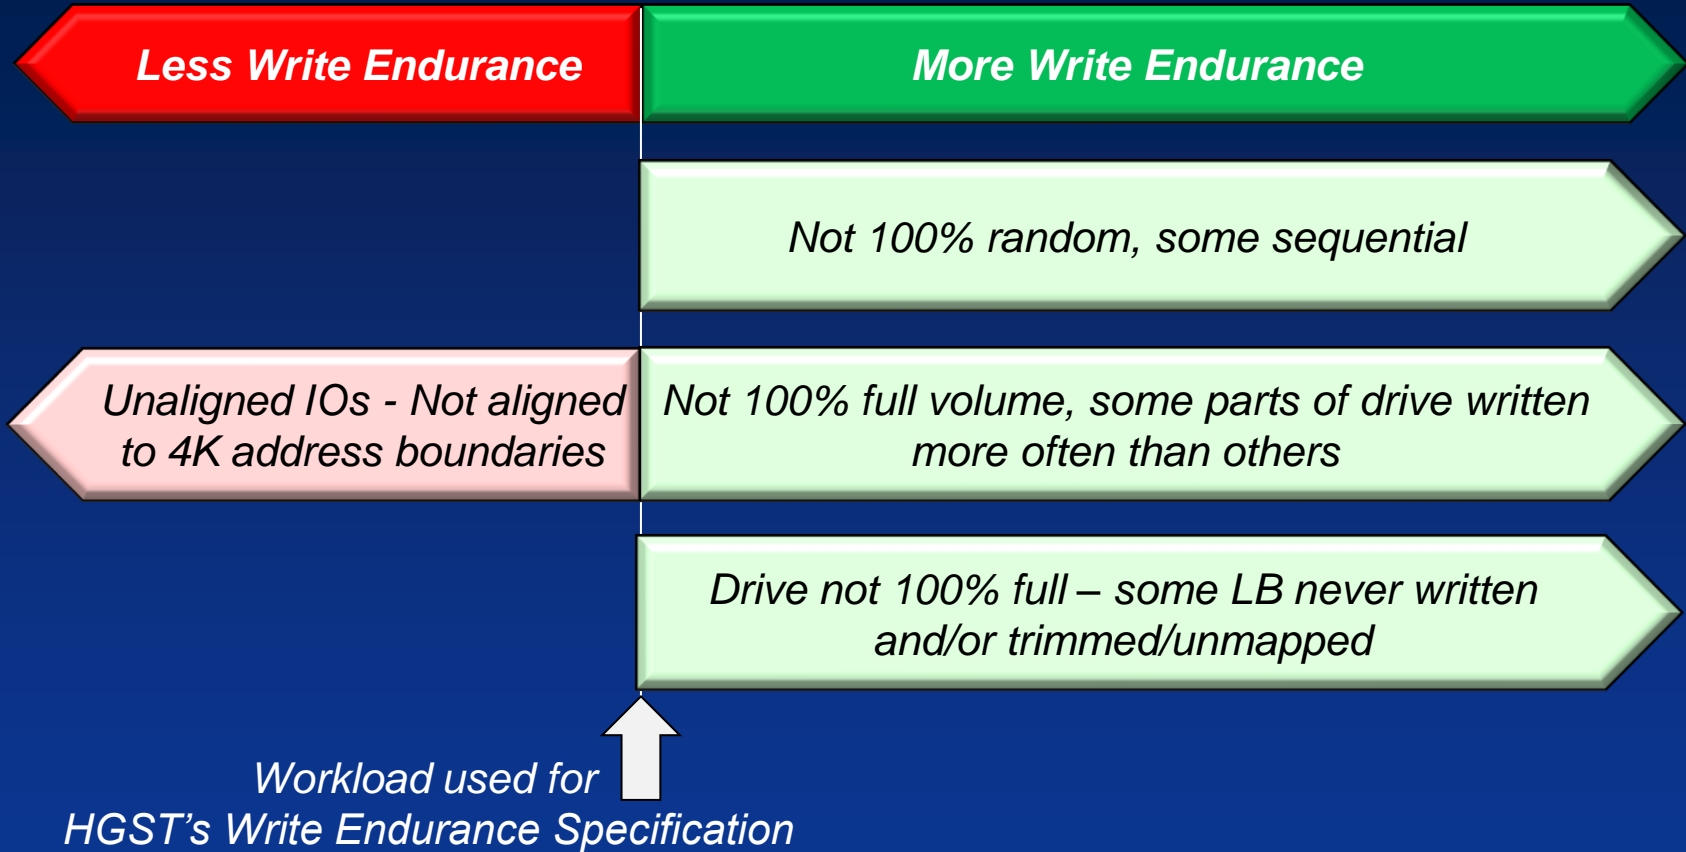 Less Write Endurance
More Write Endurance
Not 100% random, some sequential
Unaligned IOs - Not aligned
to 4K address boundaries
Not 100% full volume, some parts of drive written
more often than others
Drive not 100% full – some LB never written
and/or trimmed/unmapped
Workload used for
HGST’s Write Endurance Specification